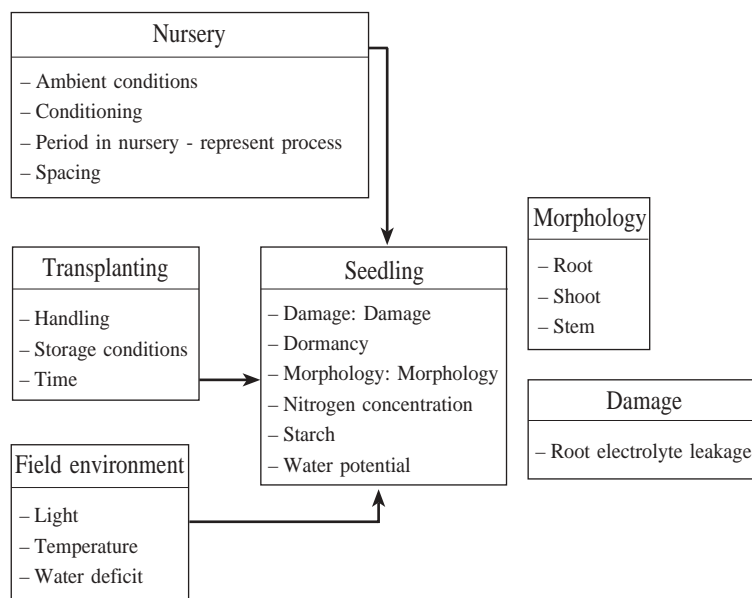 Nursery
– Ambient conditions
– Conditioning
– Period in nursery - represent process
– Spacing
Transplanting
– Handling
– Storage conditions
– Time
Field environment
– Light
– Temperature
– Water deficit
Seedling
– Damage: Damage
– Dormancy
– Morphology: Morphology
– Nitrogen concentration
– Starch
– Water potential
Morphology
– Root
– Shoot
– Stem
Damage
– Root electrolyte leakage